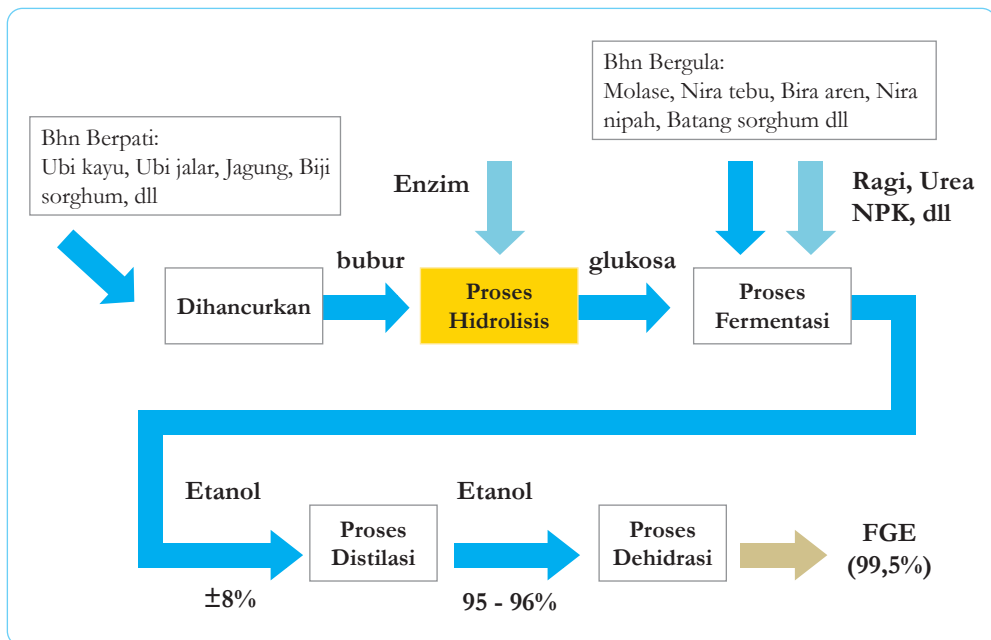 Bhn Bergula:
Molase, Nira tebu, Bira aren, Nira
nipah, Batang sorghum dll
Bhn Berpati:
Ubi kayu, Ubi jalar, Jagung, Biji
sorghum, dll
Enzim
Ragi, Urea
NPK, dll
bubur
glukosa
Dihancurkan
Proses
Hidrolisis
Proses
Fermentasi
Etanol
Etanol
Proses
Distilasi
Proses
Dehidrasi
FGE
(99,5%)
±8%
95 - 96%